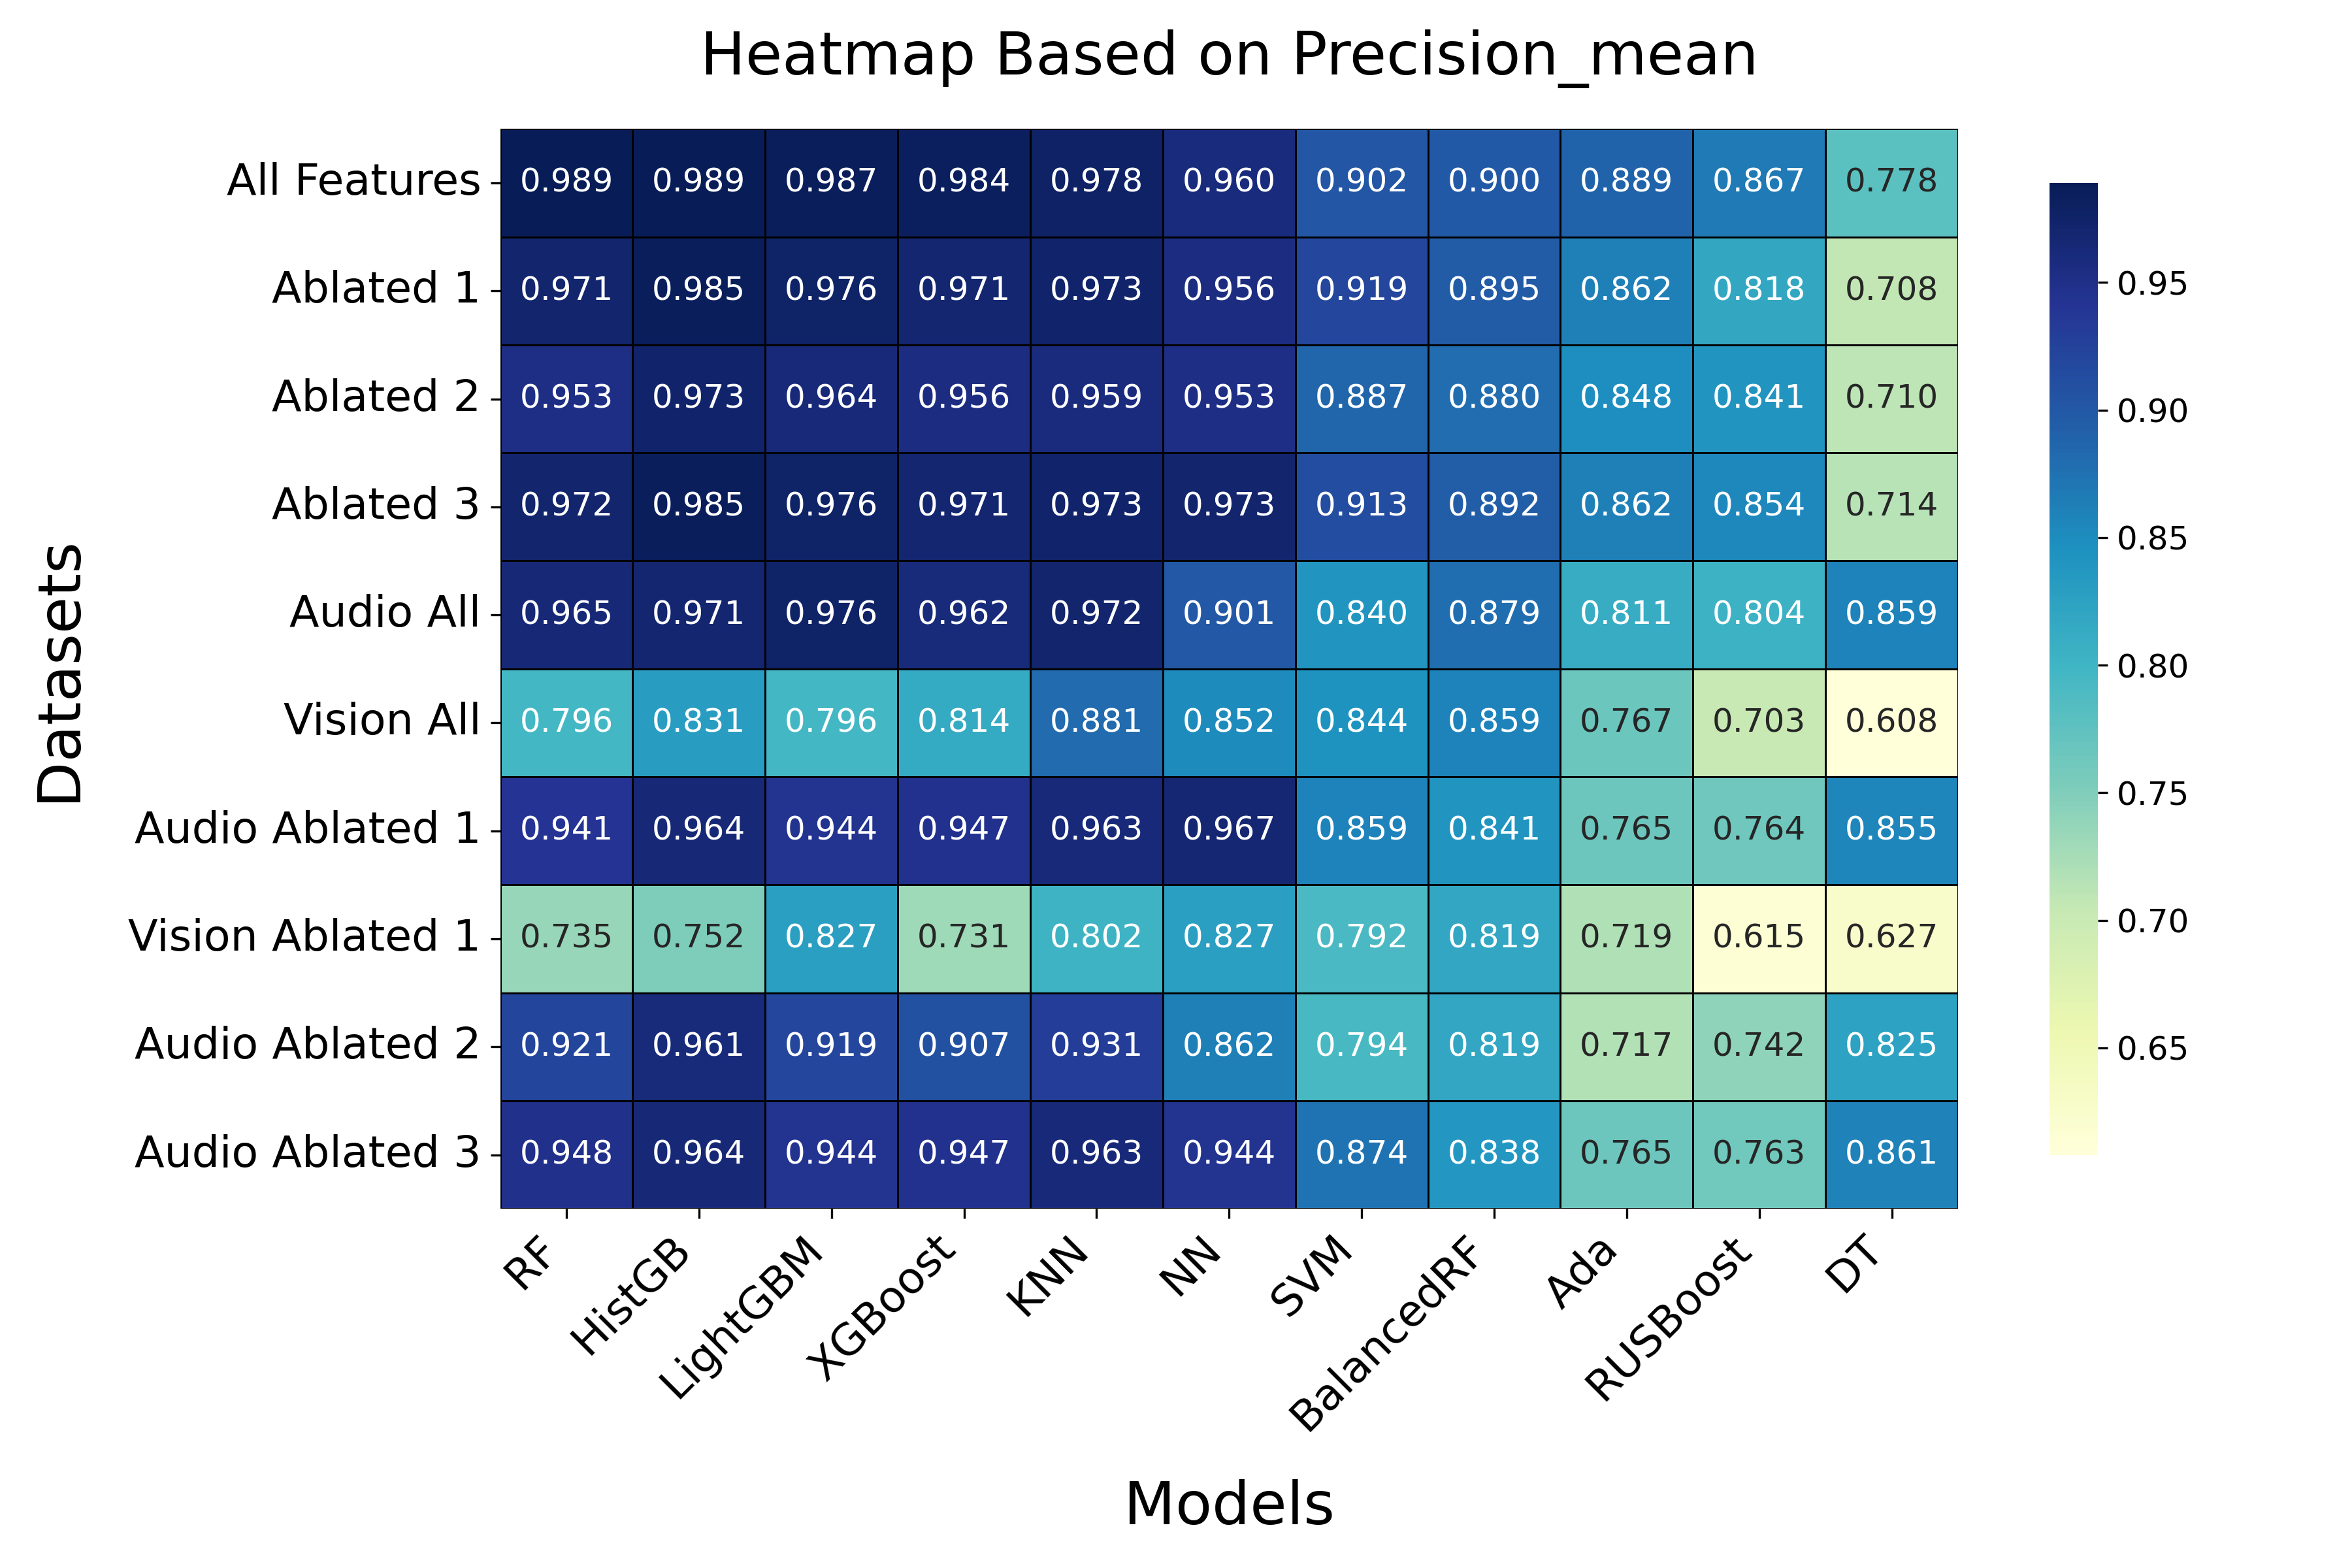 Heatmap Based on Precision_mean
Datasets
All Features 0.989 0.989 0.987 0.984 0.978 0.960 0.902 0.900 0.889 0.867 0.778
Ablated 1 0.971 0.985 0.976 0.971 0.973 0.956 0.919 0.895 0.862 0.818 0.708
Ablated 2 0.953 0.973 0.964 0.956 0.959 0.953 0.887 0.880 0.848 0.841 0.710
Ablated 3 0.972 0.985 0.976 0.971 0.973 0.973 0.913 0.892 0.862 0.854 0.714
Audio All 0.965 0.971 0.976 0.962 0.972 0.901 0.840 0.879 0.811 0.804 0.859
Vision All 0.796 0.831 0.796 0.814 0.881 0.852 0.844 0.859 0.767 0.703 0.608
Audio Ablated 1 0.941 0.964 0.944 0.947 0.963 0.967 0.859 0.841 0.765 0.764 0.855
Vision Ablated 1 0.735 0.752 0.827 0.731 0.802 0.827 0.792 0.819 0.719 0.615 0.627
Audio Ablated 2 0.921 0.961 0.919 0.907 0.931 0.862 0.794 0.819 0.717 0.742 0.825
Audio Ablated 3 0.948 0.964 0.944 0.947 0.963 0.944 0.874 0.838 0.765 0.763 0.861
RF HistGB LightGBM XGBoost KNN NN SVM BalancedRF Ada RUSBoost DT
Models
0.95
0.90
0.85
0.80
0.75
0.70
0.65